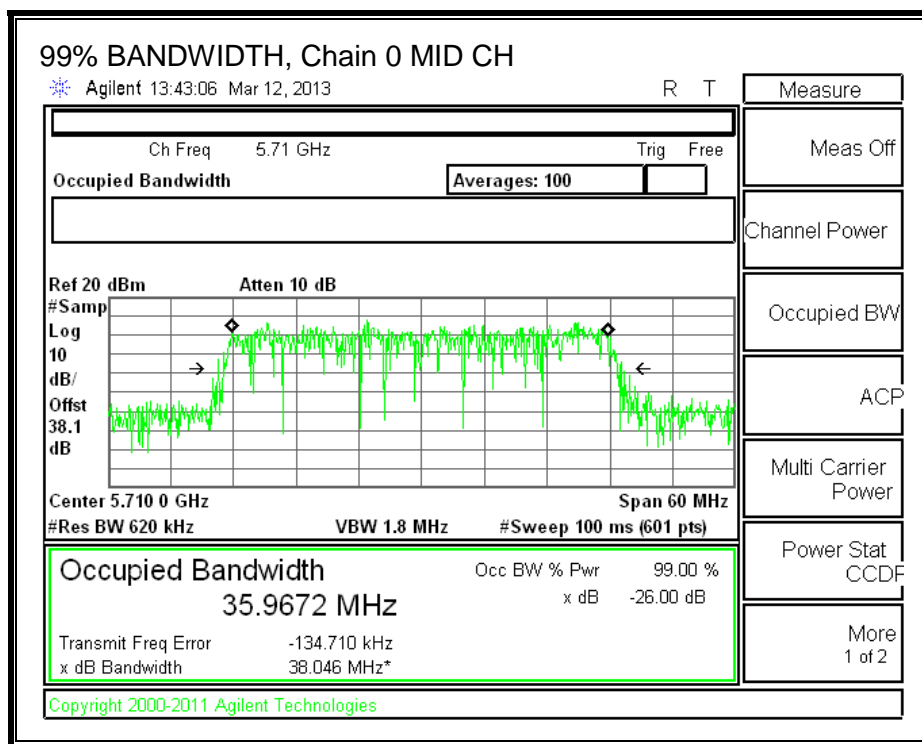 99% BANDWIDTH, Chain 0 MID CH
Agilent 13:43:06 Mar 12, 2013 R T
Measure
Ch Freq 5.71 GHz Trig Free
Meas Off
Occupied Bandwidth Averages: 100
Channel Power
Ref 20 dBm Atten 10 dB
#Samp
Log
10
dB/
Offst
38.1
dB
Occupied BW
ACP
Multi Carrier
Power
Center 5.710 0 GHz Span 60 MHz
#Res BW 620 kHz VBW 1.8 MHz #Sweep 100 ms (601 pts)
Power Stat
CCDF
Occupied Bandwidth Occ BW % Pwr 99.00 %
35.9672 MHz x dB -26.00 dB
Transmit Freq Error -134.710 kHz
x dB Bandwidth 38.046 MHz*
More
1 of 2
Copyright 2000-2011 Agilent Technologies